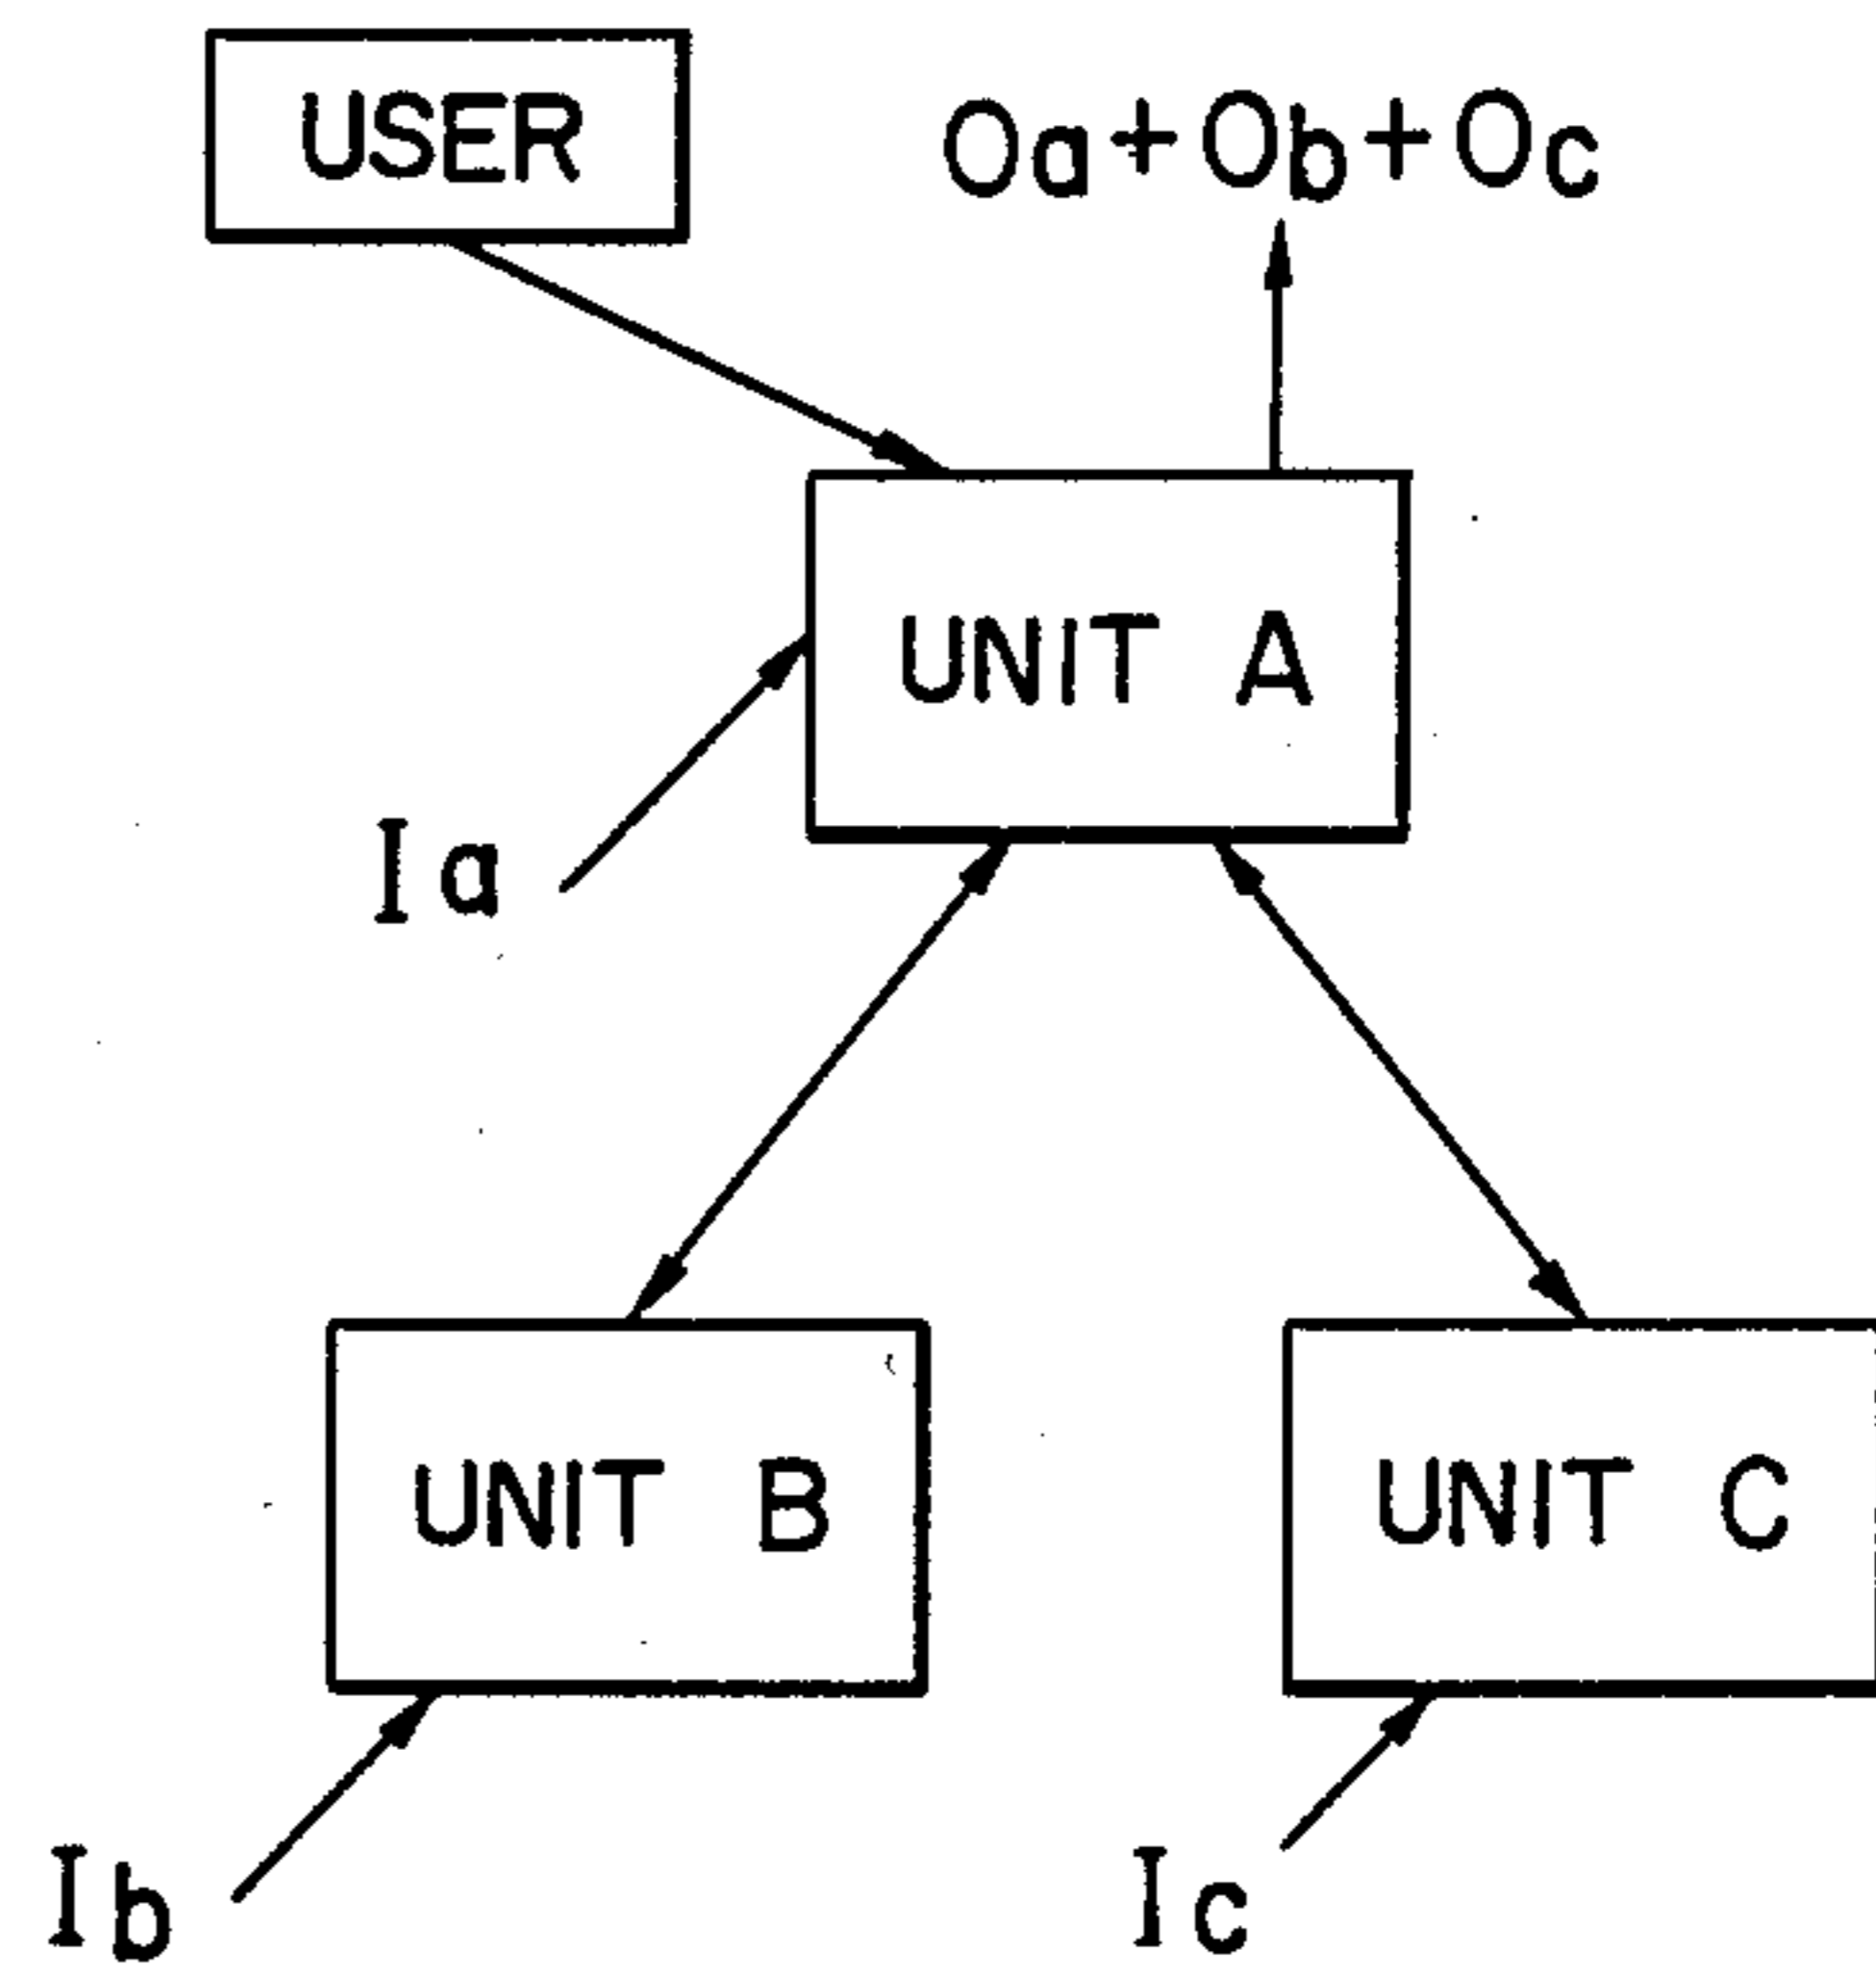 USER
Oa+Ob+Oc
UNIT A
Ia
UNIT B
UNIT C
Ib
Ic